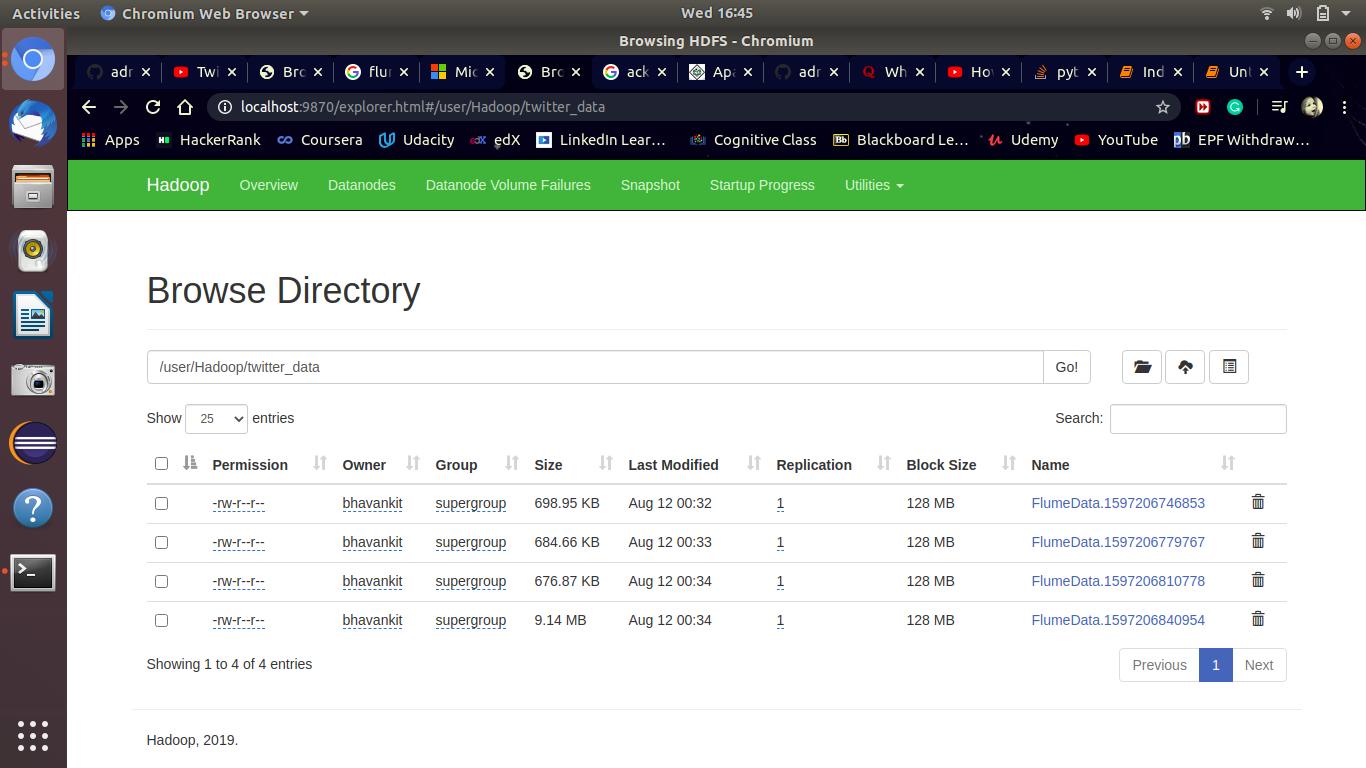 Activities Chromium Web Browser Wed 16:45
Browsing HDFS - Chromium
adr Twi Bro flur Mic Bro ack Apa adr Wh Hov pyt Ind Unt
localhost:9870/explorer.html#/user/Hadoop/twitter_data
Apps HackerRank Coursera Udacity edX LinkedIn Lear… Cognitive Class Blackboard Le… Udemy YouTube EPF Withdraw…
Hadoop Overview Datanodes Datanode Volume Failures Snapshot Startup Progress Utilities
Browse Directory
/user/Hadoop/twitter_data Go!
Show 25 entries Search:
Permission Owner Group Size Last Modified Replication Block Size Name
-rw-r--r-- bhavankit supergroup 698.95 KB Aug 12 00:32 1 128 MB FlumeData.1597206746853
-rw-r--r-- bhavankit supergroup 684.66 KB Aug 12 00:33 1 128 MB FlumeData.1597206779767
-rw-r--r-- bhavankit supergroup 676.87 KB Aug 12 00:34 1 128 MB FlumeData.1597206810778
-rw-r--r-- bhavankit supergroup 9.14 MB Aug 12 00:34 1 128 MB FlumeData.1597206840954
Showing 1 to 4 of 4 entries Previous 1 Next
Hadoop, 2019.